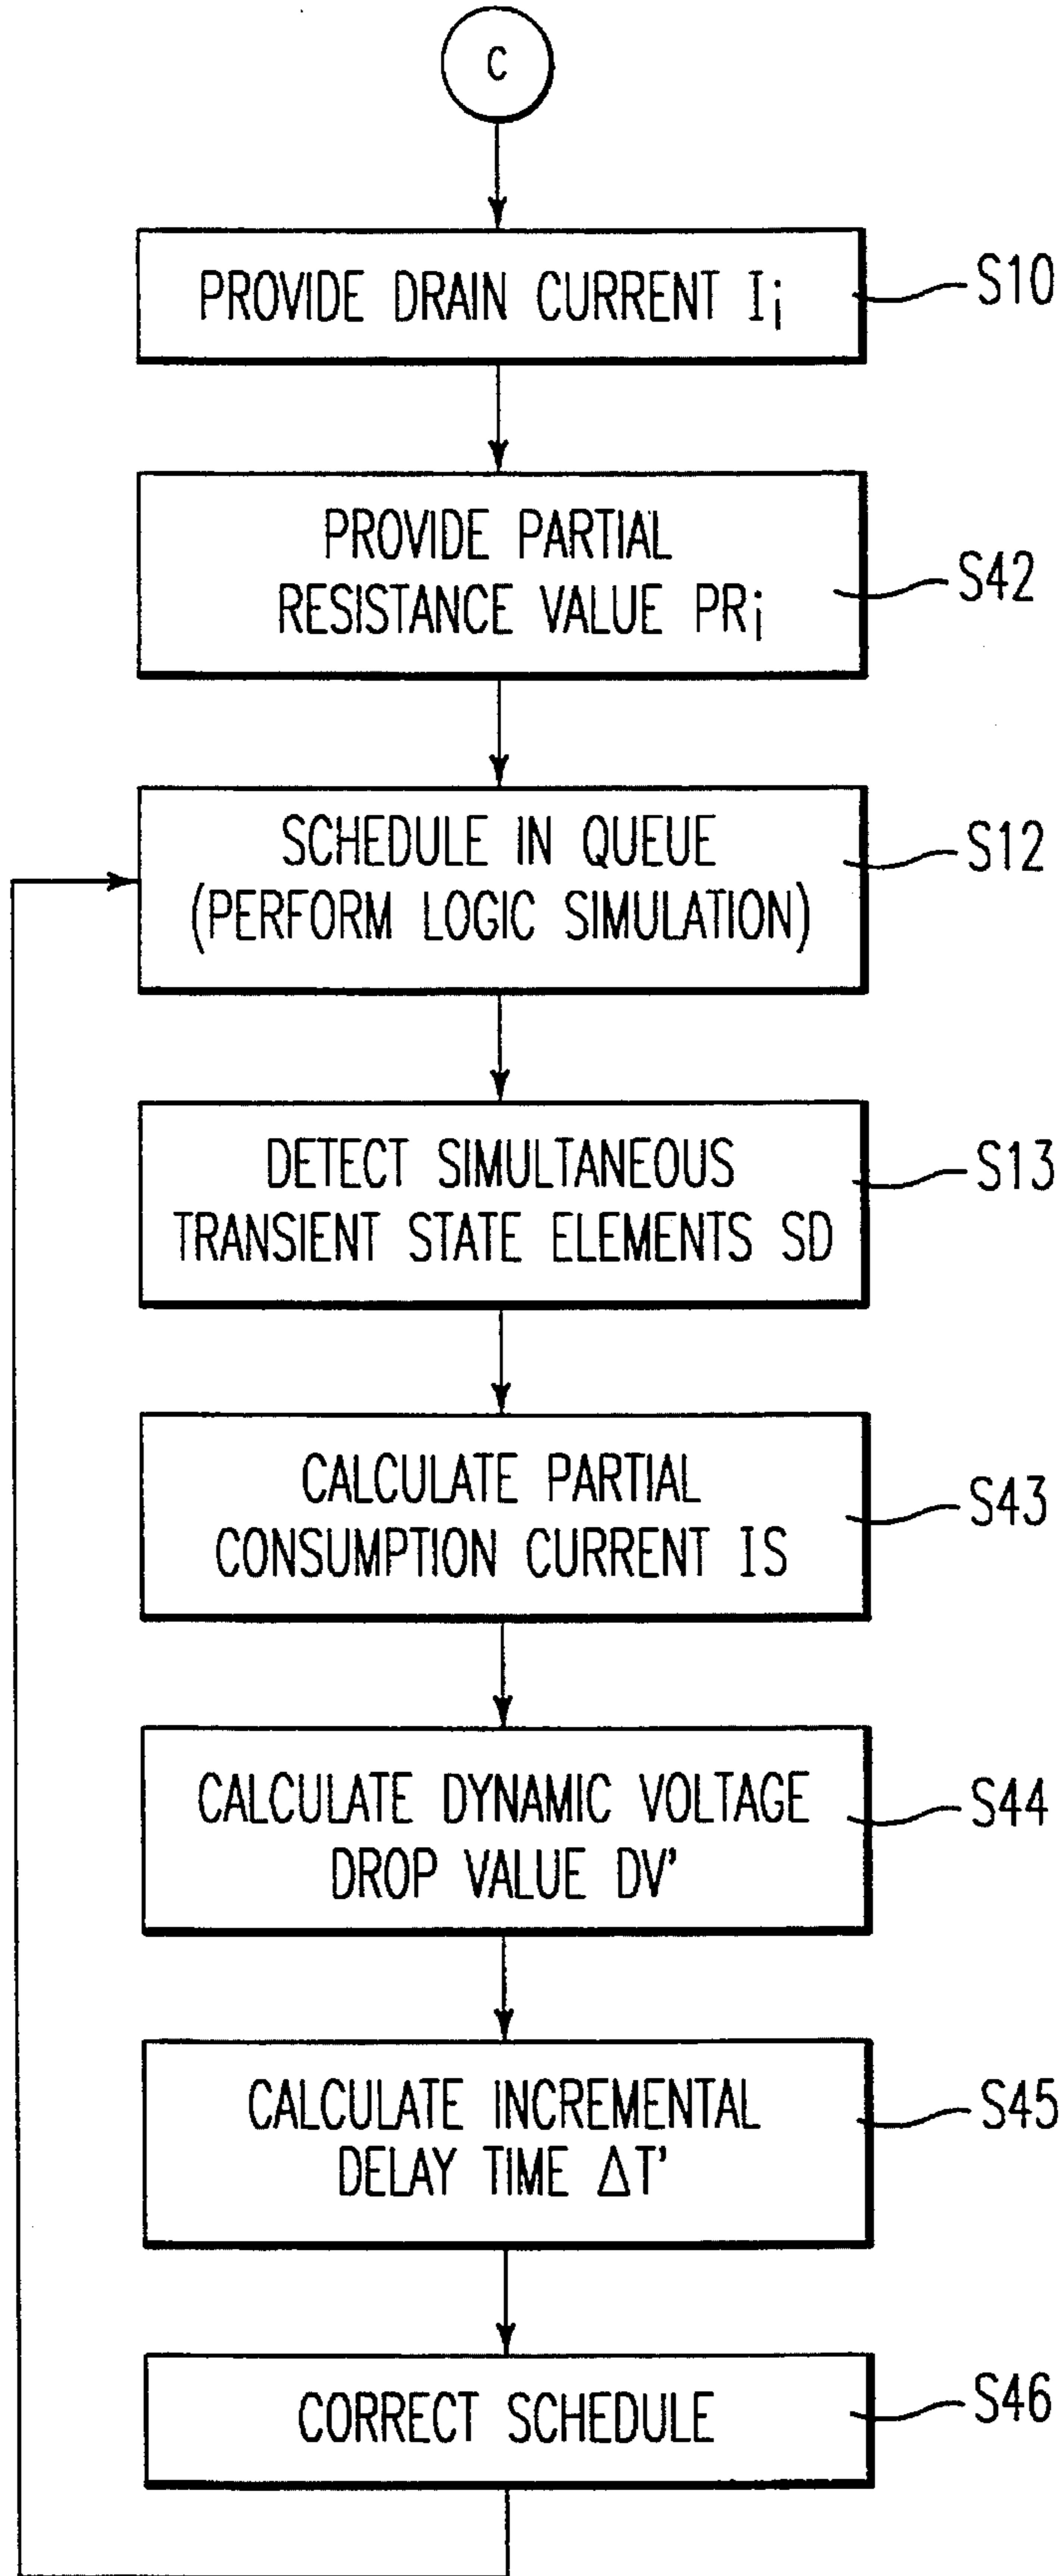 C
PROVIDE DRAIN CURRENT Ii
S10
PROVIDE PARTIAL
RESISTANCE VALUE PRi
S42
SCHEDULE IN QUEUE
(PERFORM LOGIC SIMULATION)
S12
DETECT SIMULTANEOUS
TRANSIENT STATE ELEMENTS SD
S13
CALCULATE PARTIAL
CONSUMPTION CURRENT IS
S43
CALCULATE DYNAMIC VOLTAGE
DROP VALUE DV'
S44
CALCULATE INCREMENTAL
DELAY TIME ΔT'
S45
CORRECT SCHEDULE
S46